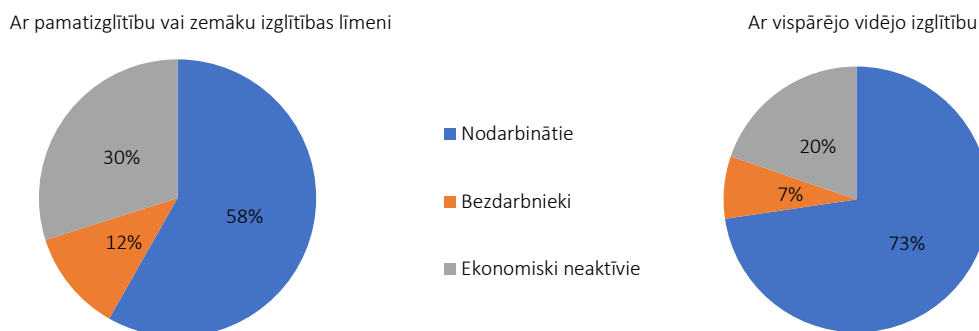 Ar pamatizglītību vai zemāku izglītības līmeni
Ar vispārējo vidējo izglītību
30%
12%
58%
Nodarbinātie
Bezdarbnieki
Ekonomiski neaktīvie
20%
7%
73%